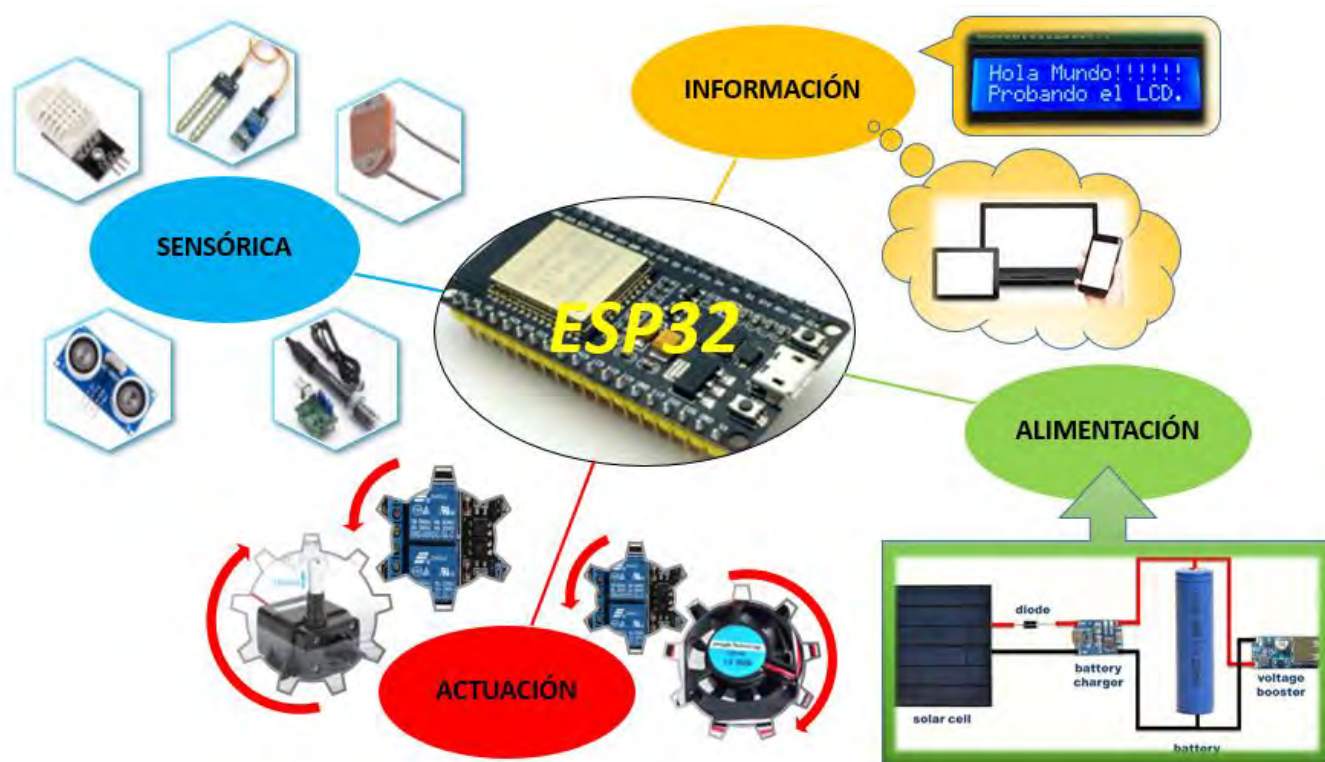 INFORMACIÓN
Hola Mundo!!!!!!
Probando el LCD.
SENSÓRICA
ESP32
ALIMENTACIÓN
ACTUACIÓN
diode
battery
charger
voltage
booster
solar cell
battery